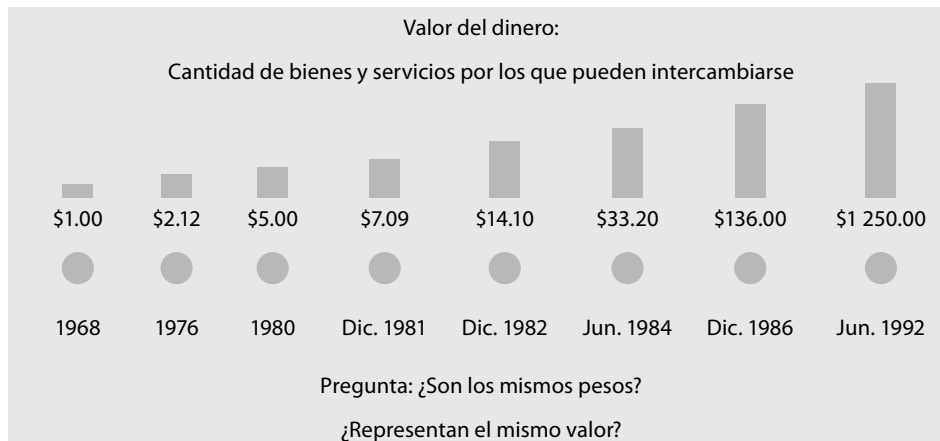 Valor del dinero:
Cantidad de bienes y servicios por los que pueden intercambiarse
$1.00 $2.12 $5.00 $7.09 $14.10 $33.20 $136.00 $1 250.00
1968 1976 1980 Dic. 1981 Dic. 1982 Jun. 1984 Dic. 1986 Jun. 1992
Pregunta: ¿Son los mismos pesos?
¿Representan el mismo valor?